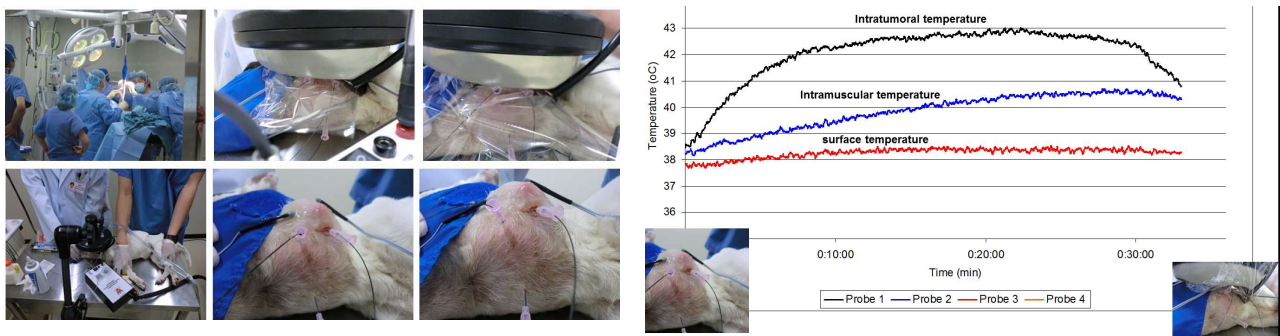 Intratumoral temperature
Intramuscular temperature
surface temperature
Temperature (oC)
43
42
41
40
39
38
37
36
0:10:00
0:20:00
0:30:00
Time (min)
Probe 1
Probe 2
Probe 3
Probe 4